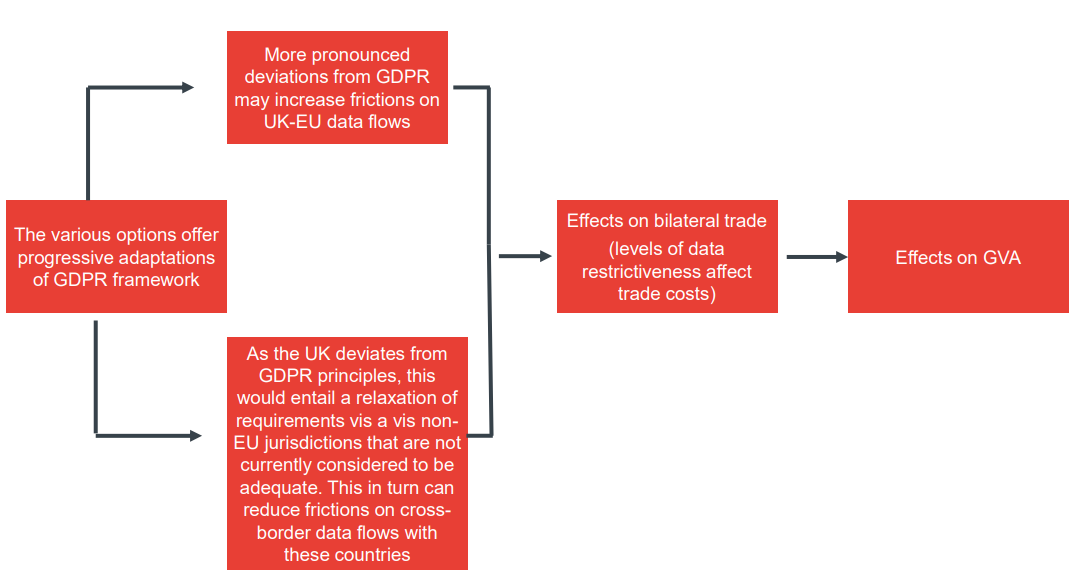 More pronounced
deviations from GDPR
may increase frictions on
UK-EU data flows
The various options offer
progressive adaptations
of GDPR framework
Effects on bilateral trade
(levels of data
restrictiveness affect
trade costs)
Effects on GVA
As the UK deviates from
GDPR principles, this
would entail a relaxation of
requirements vis a vis non-
EU jurisdictions that are not
currently considered to be
adequate. This in turn can
reduce frictions on cross-
border data flows with
these countries